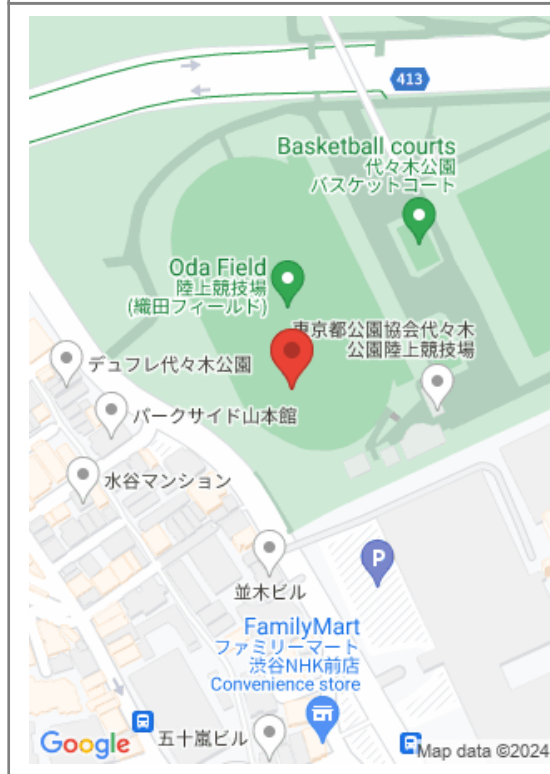 413
Basketball courts
代々木公園
バスケットコート
Oda Field
陸上競技場
(織田フィールド)
東京都公園協会代々木
公園陸上競技場
デュフレ代々木公園
パークサイド山本館
水谷マンション
P
並木ビル
FamilyMart
ファミリーマート
渋谷NHK前店
Convenience store
五十嵐ビル
Google
Map data ©2024